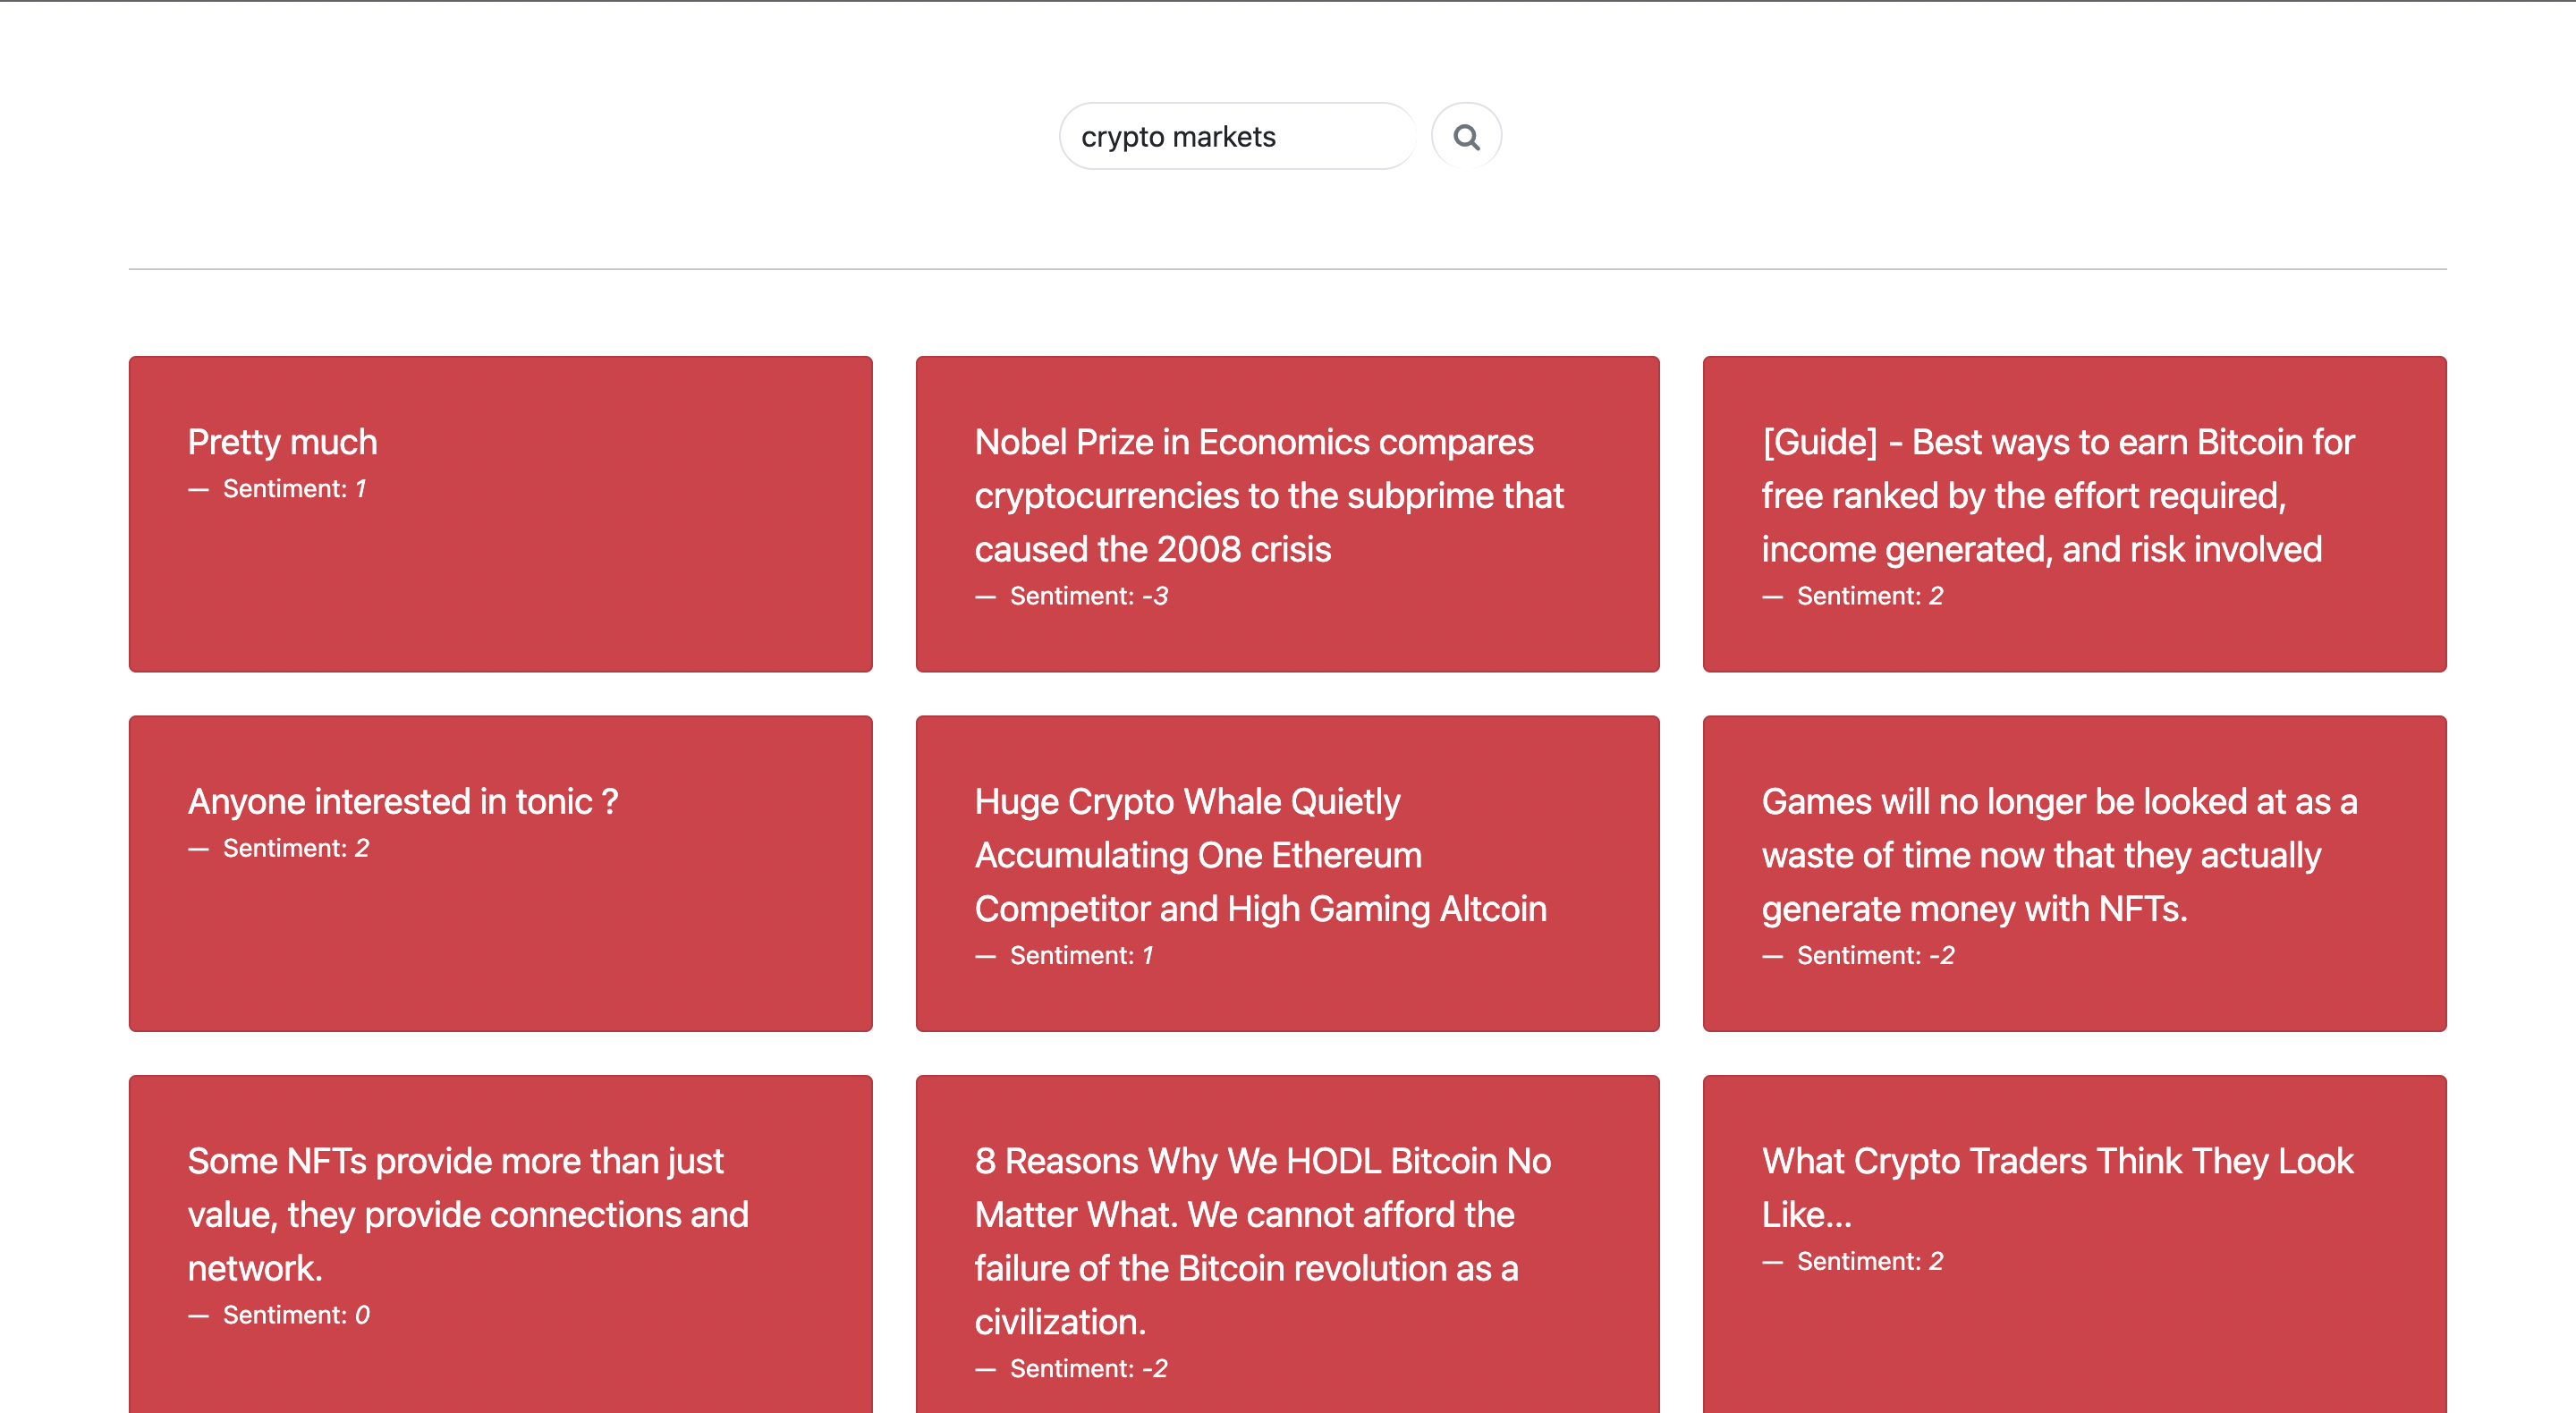 crypto markets
Pretty much
— Sentiment: 1
Nobel Prize in Economics compares
cryptocurrencies to the subprime that
caused the 2008 crisis
— Sentiment: -3
[Guide] - Best ways to earn Bitcoin for
free ranked by the effort required,
income generated, and risk involved
— Sentiment: 2
Anyone interested in tonic ?
— Sentiment: 2
Huge Crypto Whale Quietly
Accumulating One Ethereum
Competitor and High Gaming Altcoin
— Sentiment: 1
Games will no longer be looked at as a
waste of time now that they actually
generate money with NFTs.
— Sentiment: -2
Some NFTs provide more than just
value, they provide connections and
network.
— Sentiment: 0
8 Reasons Why We HODL Bitcoin No
Matter What. We cannot afford the
failure of the Bitcoin revolution as a
civilization.
— Sentiment: -2
What Crypto Traders Think They Look
Like...
— Sentiment: 2